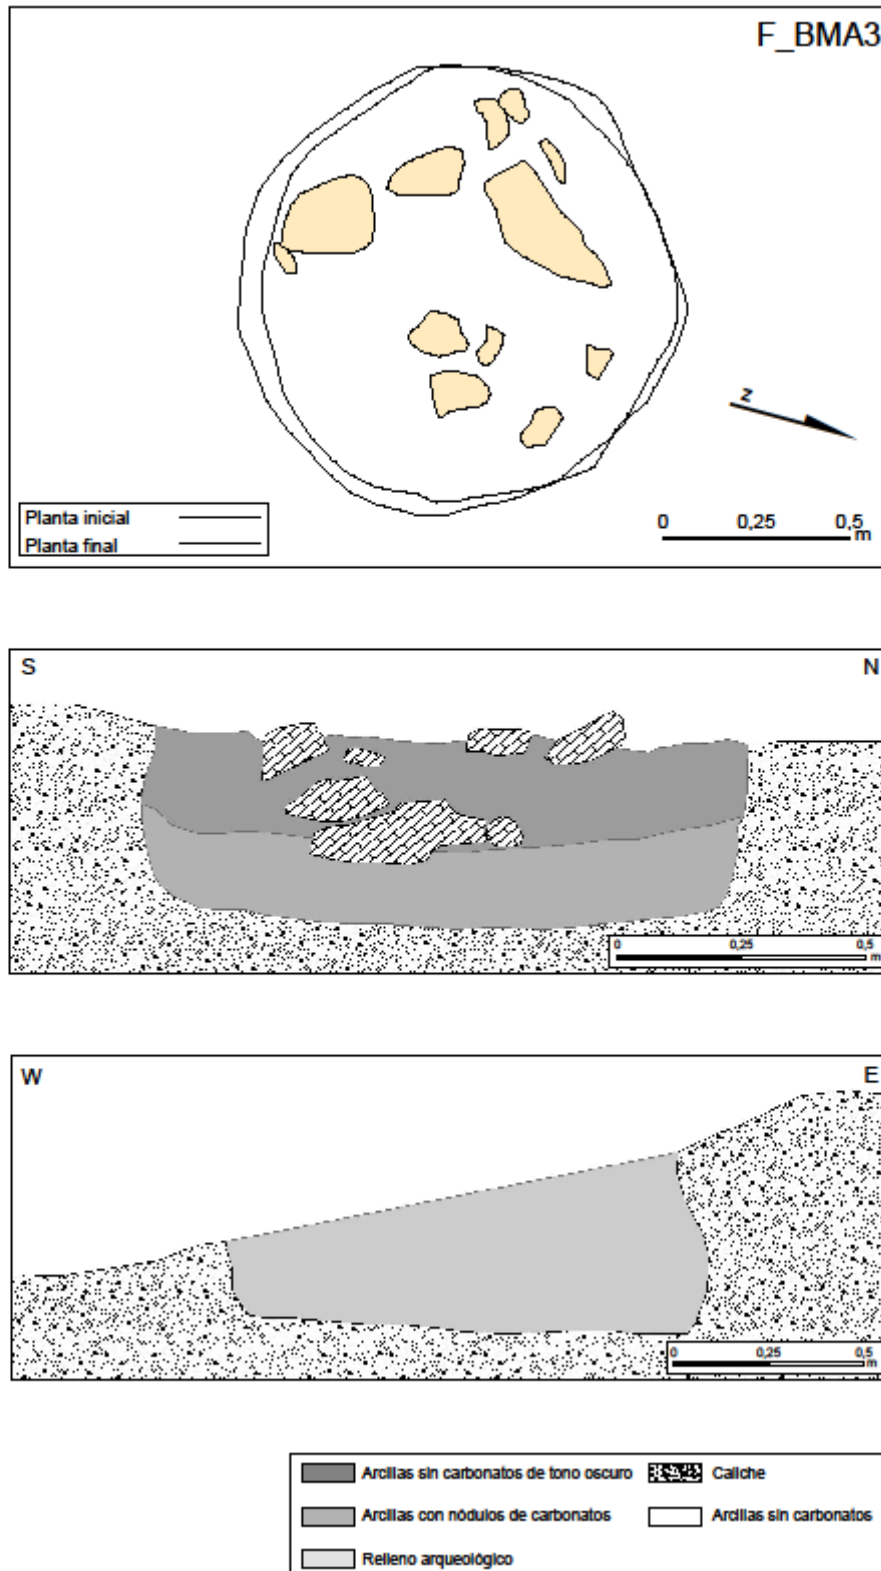 F_BMA3
z
Planta inicial
Planta final
0 0,25 0,5
m
S N
0 0,25 0,5
m
W E
0 0,25 0,5
m
Arcillas sin carbonatos de tono oscuro Caliche
Arcillas con nódulos de carbonatos Arcillas sin carbonatos
Relleno arqueológico